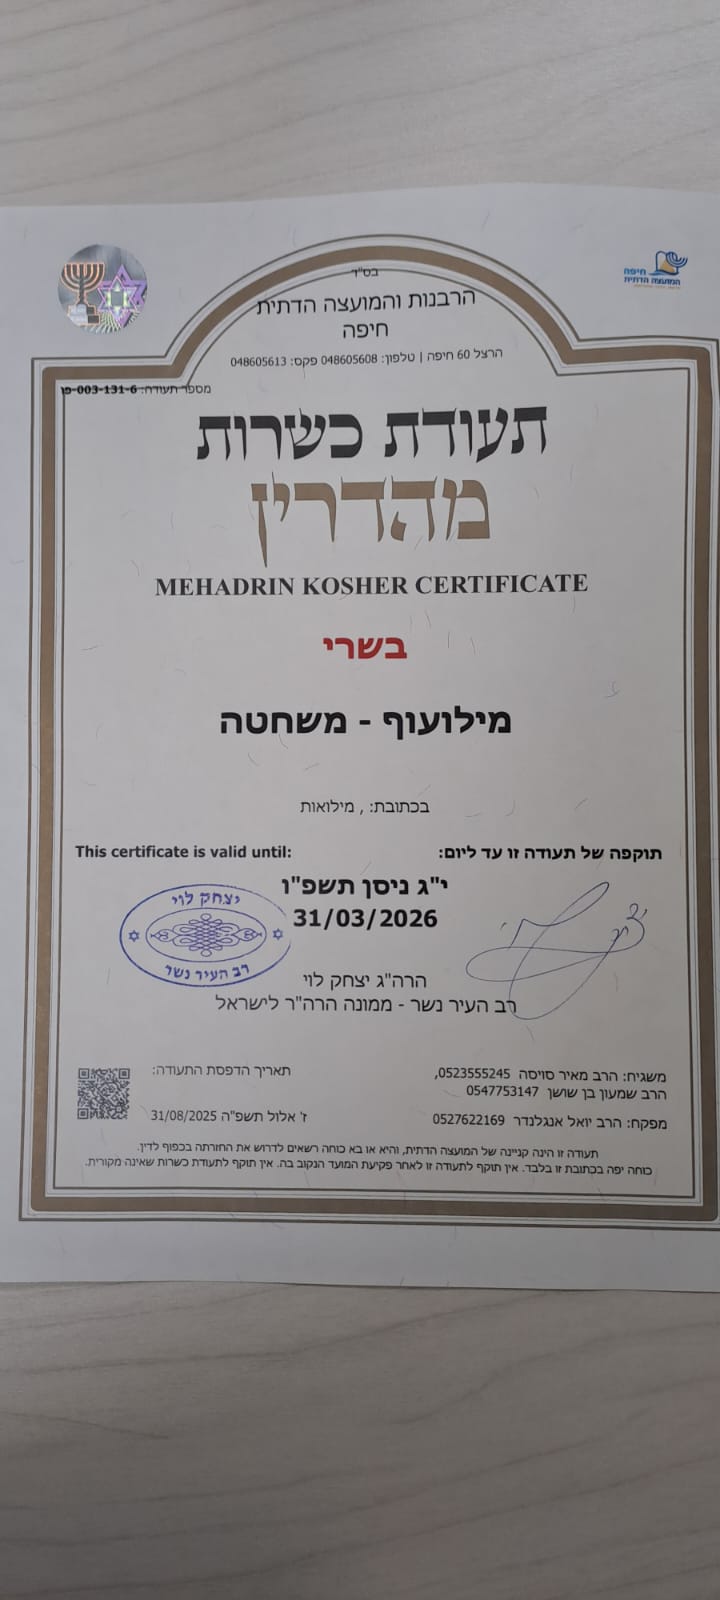 בס"ד
הרבנות והמועצה הדתית
חיפה
חיפה
המועצה הדתית
הרצל 60 חיפה | טלפון: 048605608 פקס: 048605613
מספר תעודה: 003-131-6-פו
תעודת כשרות
מהדרין
MEHADRIN KOSHER CERTIFICATE
בשרי
מילועוף - משחטה
בכתובת: , מילואות
תוקפה של תעודה זו עד ליום:
This certificate is valid until:
י"ג ניסן תשפ"ו
31/03/2026
יצחק לוי
רב העיר נשר
הרה"ג יצחק לוי
רב העיר נשר - ממונה הרה"ר לישראל
משגיח: הרב מאיר סויסה 0523555245,
הרב שמעון בן שושן 0547753147
מפקח: הרב יואל אנגלנדר 0527622169
תאריך הדפסת התעודה:
ז' אלול תשפ"ה 31/08/2025
תעודה זו הינה קניינה של המועצה הדתית, והיא או בא כוחה רשאים לדרוש את החזרתה בכפוף לדין.
כוחה יפה בכתובת זו בלבד. אין תוקף לתעודה זו לאחר פקיעת המועד הנקוב בה. אין תוקף לתעודת כשרות שאינה מקורית.